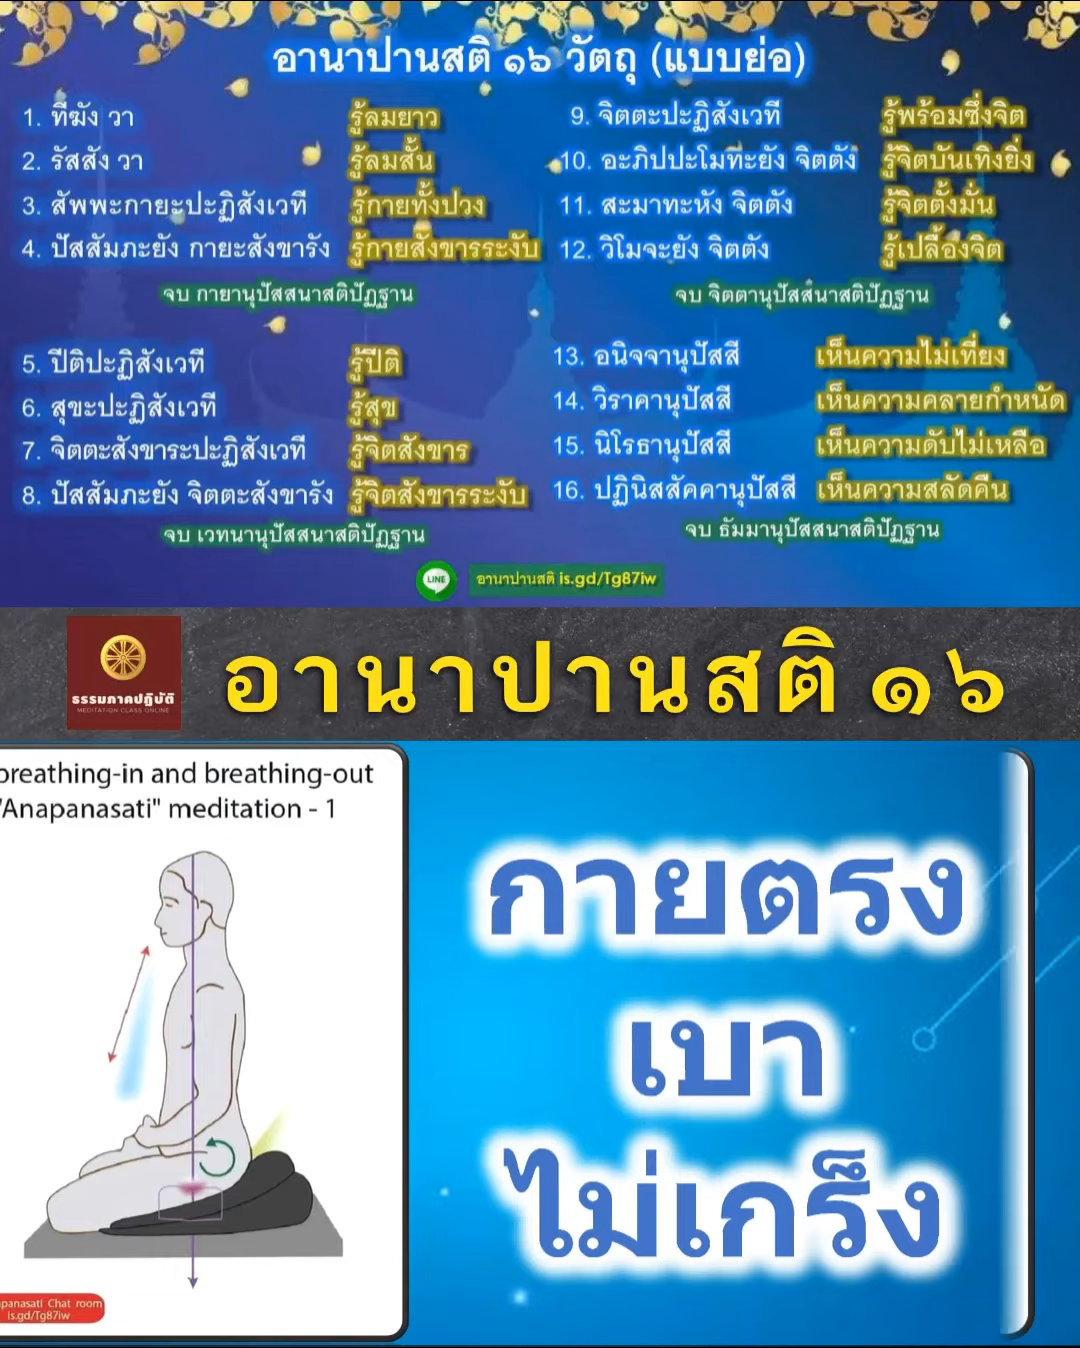 อานาปานสติ ๑๖ วัตถุ (แบบย่อ)
1. ทีฆัง วา รู้ลมยาว
2. รัสสัง วา รู้ลมสั้น
3. สัพพะกายะปะฏิสังเวที รู้กายทั้งปวง
4. ปัสสัมภะยัง กายะสังขารัง รู้กายสังขารระงับ
จบ กายานุปัสสนาสติปัฏฐาน
5. ปีติปะฏิสังเวที รู้ปีติ
6. สุขะปะฏิสังเวที รู้สุข
7. จิตตะสังขาระปะฏิสังเวที รู้จิตสังขาร
8. ปัสสัมภะยัง จิตตะสังขารัง รู้จิตสังขารระงับ
จบ เวทนานุปัสสนาสติปัฏฐาน
9. จิตตะปะฏิสังเวที รู้พร้อมซึ่งจิต
10. อะภิปปะโมทะยัง จิตตัง รู้จิตบันเทิงยิ่ง
11. สะมาทะหัง จิตตัง รู้จิตตั้งมั่น
12. วิโมจะยัง จิตตัง รู้เปลื้องจิต
จบ จิตตานุปัสสนาสติปัฏฐาน
13. อนิจจานุปัสสี เห็นความไม่เที่ยง
14. วิราคานุปัสสี เห็นความคลายกำหนัด
15. นิโรธานุปัสสี เห็นความดับไม่เหลือ
16. ปฏินิสสัคคานุปัสสี เห็นความสลัดคืน
จบ ธัมมานุปัสสนาสติปัฏฐาน
LINE อานาปานสติ is.gd/Tg87iw
ธรรมภาคปฏิบัติ
MEDITATION CLASS ONLINE
อานาปานสติ ๑๖
breathing-in and breathing-out
"Anapanasati" meditation - 1
กายตรง
เบา
ไม่เกร็ง
panasati Chat room
is.gd/Tg87iw